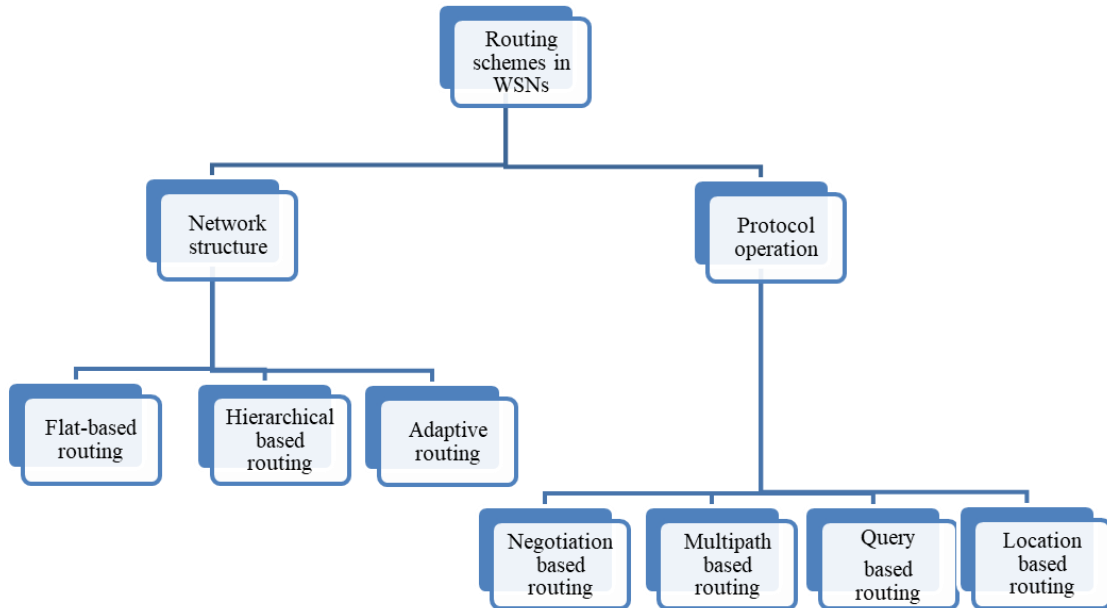 Routing
schemes in
WSNs
Network
structure
Protocol
operation
Flat-based
routing
Hierarchical
based
routing
Adaptive
routing
Negotiation
based
routing
Multipath
based
routing
Query
based
routing
Location
based
routing